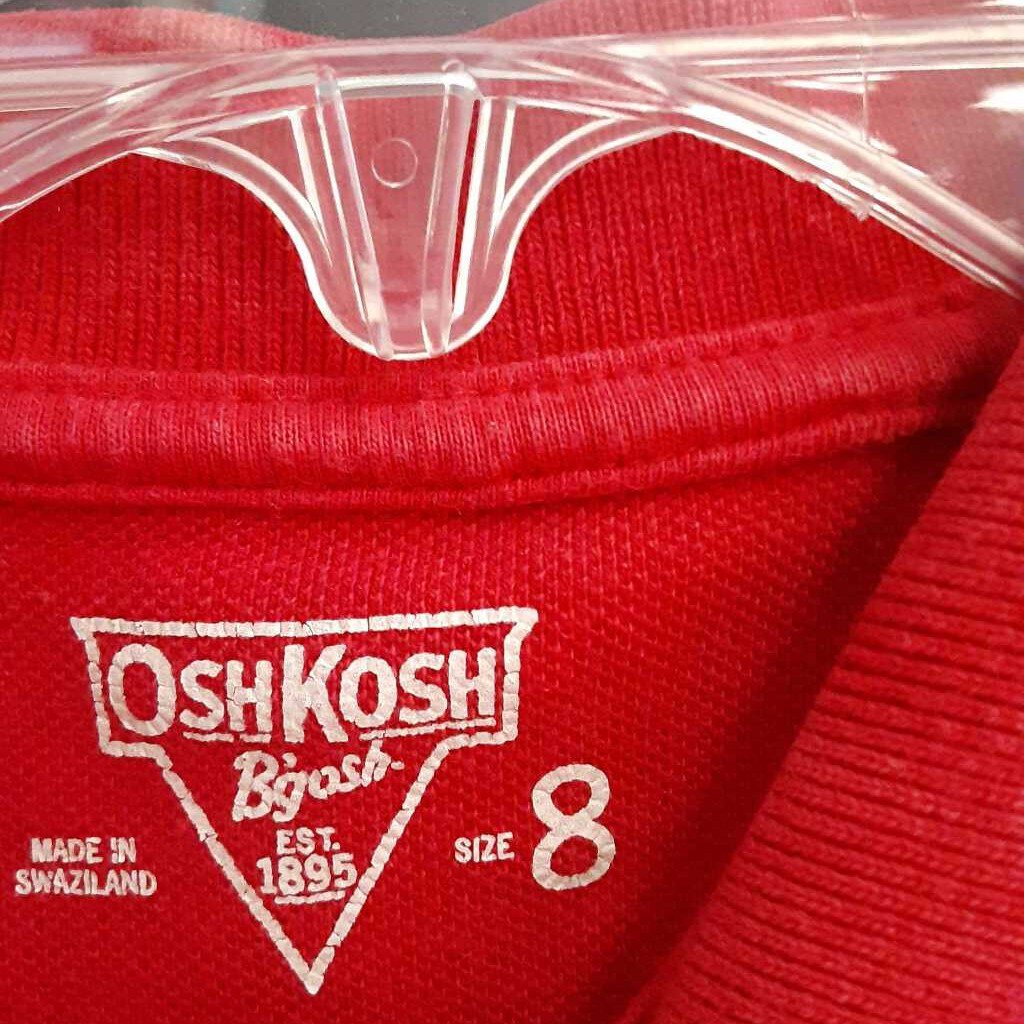 OSHKOSH
B'gosh.
EST.
1895
MADE IN
SWAZILAND
SIZE 8